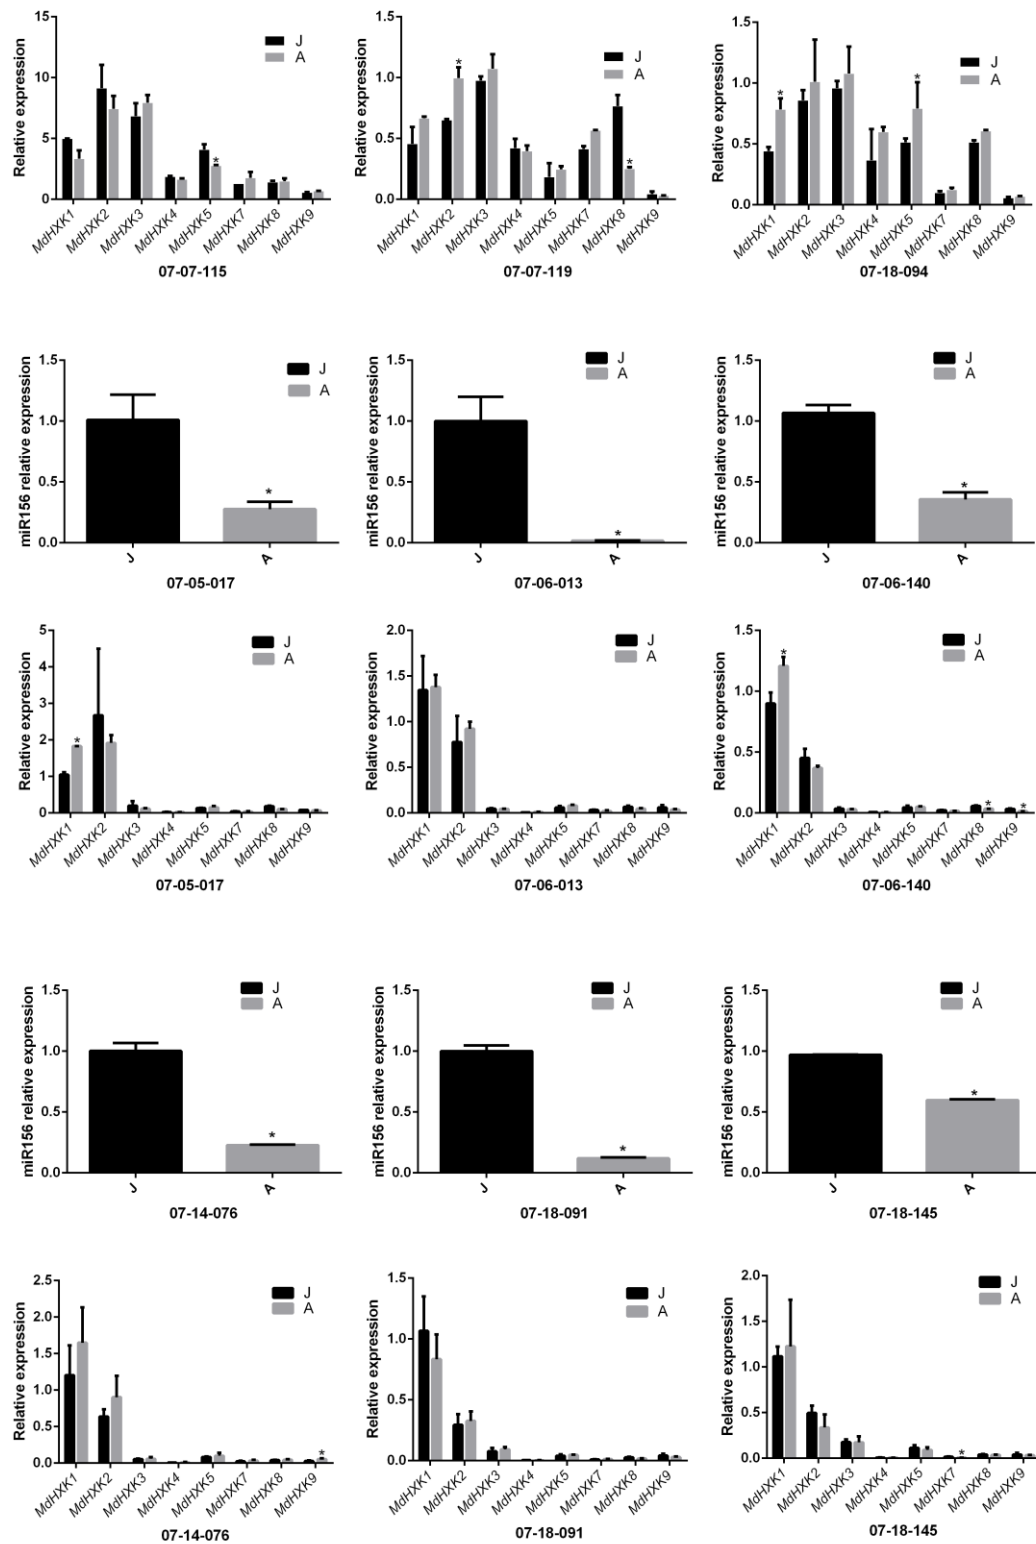 Relative expression
15
10
5
0
J
A
*
MdHXK1 MdHXK2 MdHXK3 MdHXK4 MdHXK5 MdHXK7 MdHXK8 MdHXK9
07-07-115
Relative expression
1.5
1.0
0.5
0.0
J
A
* *
MdHXK1 MdHXK2 MdHXK3 MdHXK4 MdHXK5 MdHXK7 MdHXK8 MdHXK9
07-07-119
Relative expression
1.5
1.0
0.5
0.0
J
A
* *
MdHXK1 MdHXK2 MdHXK3 MdHXK4 MdHXK5 MdHXK7 MdHXK8 MdHXK9
07-18-094
miR156 relative expression
1.5
1.0
0.5
0.0
J
A
*
J A
07-05-017
miR156 relative expression
1.5
1.0
0.5
0.0
J
A
*
J A
07-06-013
miR156 relative expression
1.5
1.0
0.5
0.0
J
A
*
J A
07-06-140
Relative expression
5
4
3
2
1
0
J
A
*
MdHXK1 MdHXK2 MdHXK3 MdHXK4 MdHXK5 MdHXK7 MdHXK8 MdHXK9
07-05-017
Relative expression
2.0
1.5
1.0
0.5
0.0
J
A
MdHXK1 MdHXK2 MdHXK3 MdHXK4 MdHXK5 MdHXK7 MdHXK8 MdHXK9
07-06-013
Relative expression
1.5
1.0
0.5
0.0
J
A
* * *
MdHXK1 MdHXK2 MdHXK3 MdHXK4 MdHXK5 MdHXK7 MdHXK8 MdHXK9
07-06-140
miR156 relative expression
1.5
1.0
0.5
0.0
J
A
*
J A
07-14-076
miR156 relative expression
1.5
1.0
0.5
0.0
J
A
*
J A
07-18-091
miR156 relative expression
1.5
1.0
0.5
0.0
J
A
*
J A
07-18-145
Relative expression
2.5
2.0
1.5
1.0
0.5
0.0
J
A
*
MdHXK1 MdHXK2 MdHXK3 MdHXK4 MdHXK5 MdHXK7 MdHXK8 MdHXK9
07-14-076
Relative expression
1.5
1.0
0.5
0.0
J
A
MdHXK1 MdHXK2 MdHXK3 MdHXK4 MdHXK5 MdHXK7 MdHXK8 MdHXK9
07-18-091
Relative expression
2.0
1.5
1.0
0.5
0.0
J
A
*
MdHXK1 MdHXK2 MdHXK3 MdHXK4 MdHXK5 MdHXK7 MdHXK8 MdHXK9
07-18-145